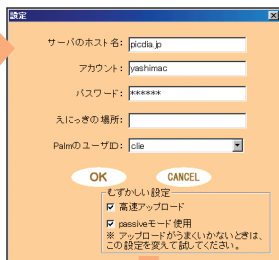 設定
サーバのホスト名: picdia.jp
アカウント: yashimac
パスワード: ******
えにっきの場所:
PalmのユーザID: clie
OK CANCEL
むずかしい設定
高速アップロード
passiveモード使用
※ アップロードがうまくいかないときは、
この設定を変えて試してください。